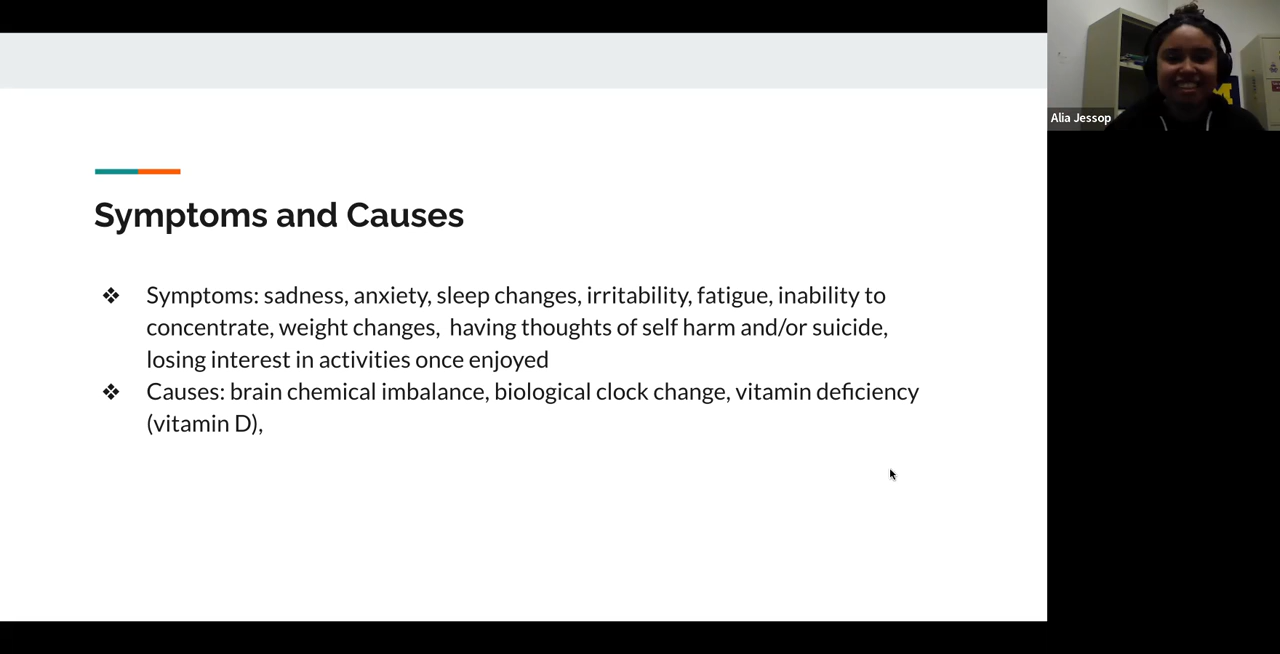 Alia Jessop
Symptoms and Causes
❖ Symptoms: sadness, anxiety, sleep changes, irritability, fatigue, inability to
concentrate, weight changes,  having thoughts of self harm and/or suicide,
losing interest in activities once enjoyed
❖ Causes: brain chemical imbalance, biological clock change, vitamin deficiency
(vitamin D),
M